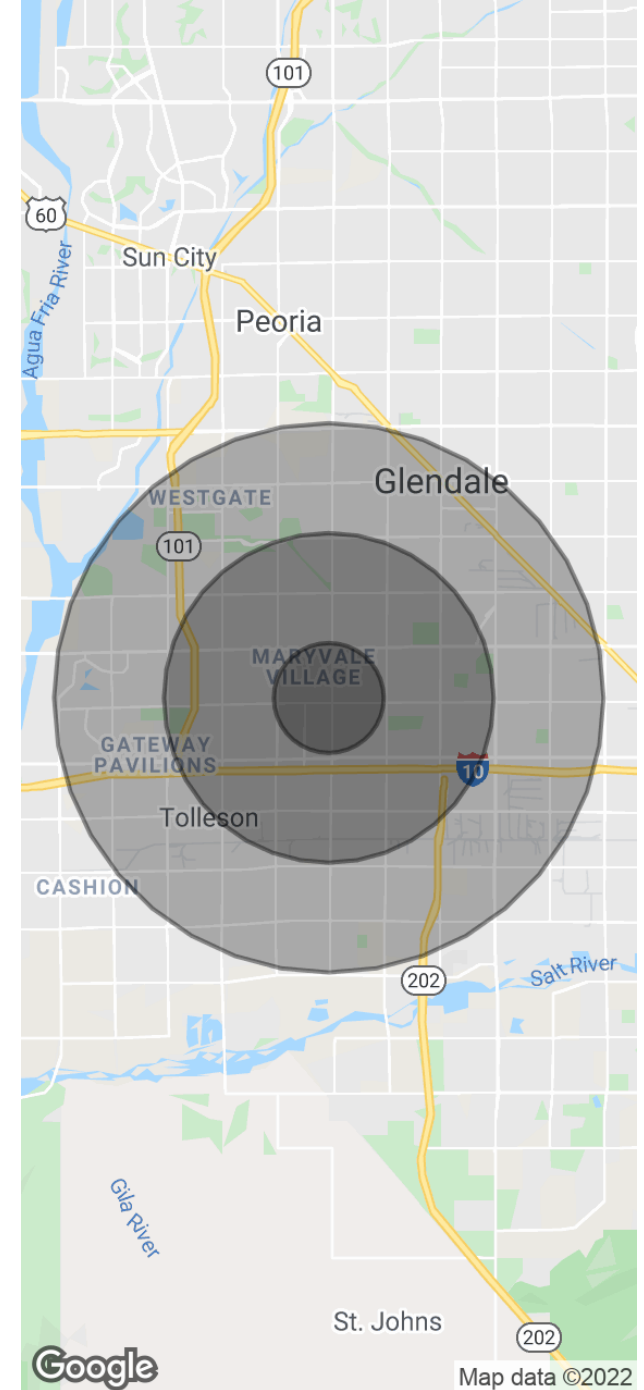 101
60
Sun City
Agua Fria River
Peoria
Glendale
WESTGATE
101
MARYVALE
VILLAGE
GATEWAY
PAVILIONS
10
Tolleson
CASHION
Salt River
202
Gila River
St. Johns
202
Google
Map data ©2022